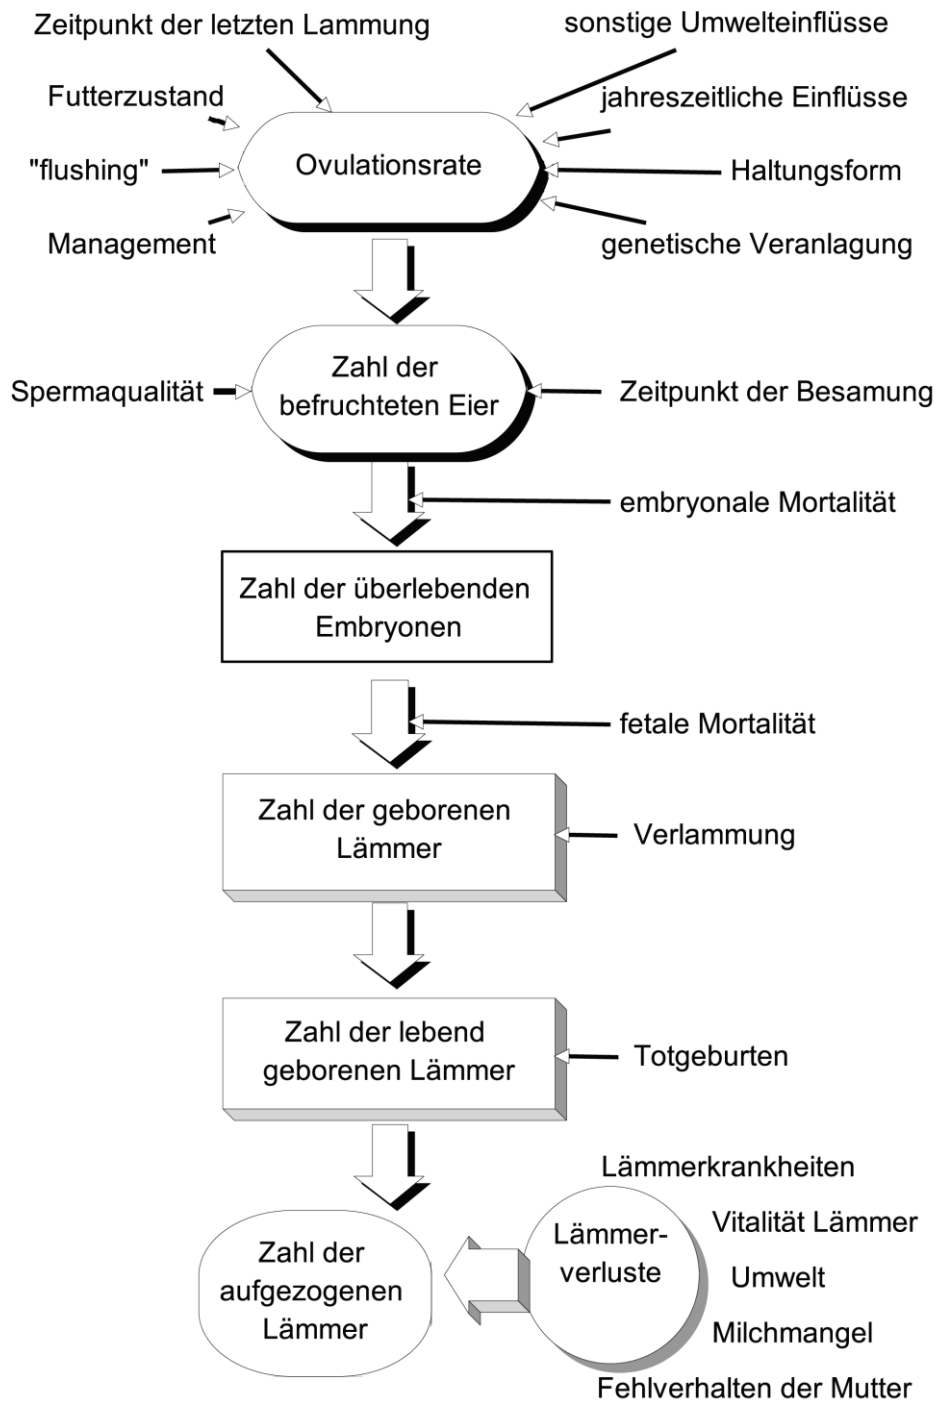 Zeitpunkt der letzten Lammung
sonstige Umwelteinflüsse
Futterzustand
jahreszeitliche Einflüsse
"flushing"
Ovulationsrate
Haltungsform
Management
genetische Veranlagung
Spermaqualität
Zahl der
befruchteten Eier
Zeitpunkt der Besamung
embryonale Mortalität
Zahl der überlebenden
Embryonen
fetale Mortalität
Zahl der geborenen
Lämmer
Verlammung
Zahl der lebend
geborenen Lämmer
Totgeburten
Zahl der
aufgezogenen
Lämmer
Lämmer-
verluste
Lämmerkrankheiten
Vitalität Lämmer
Umwelt
Milchmangel
Fehlverhalten der Mutter